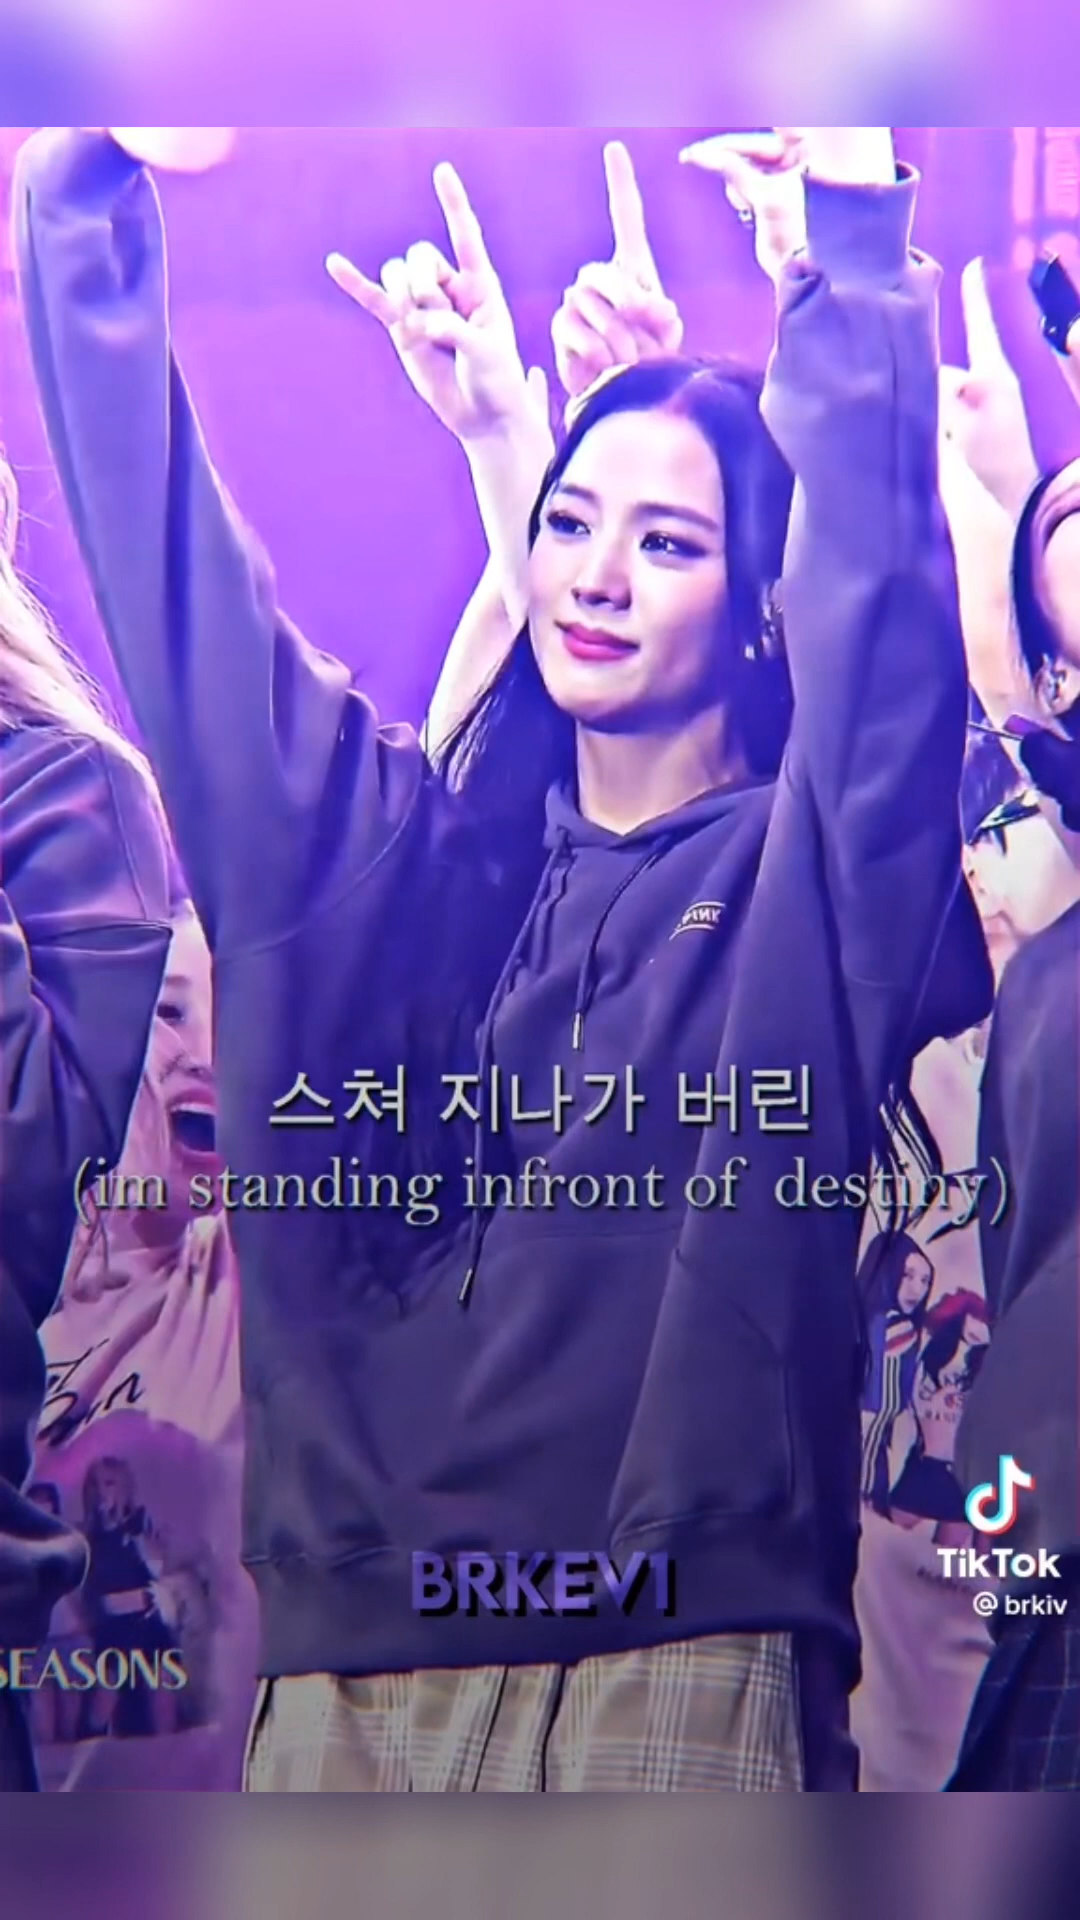 스쳐 지나가 버린
(im standing infront of destiny)
TikTok
@brkiv
BRKEV1
SEASONS